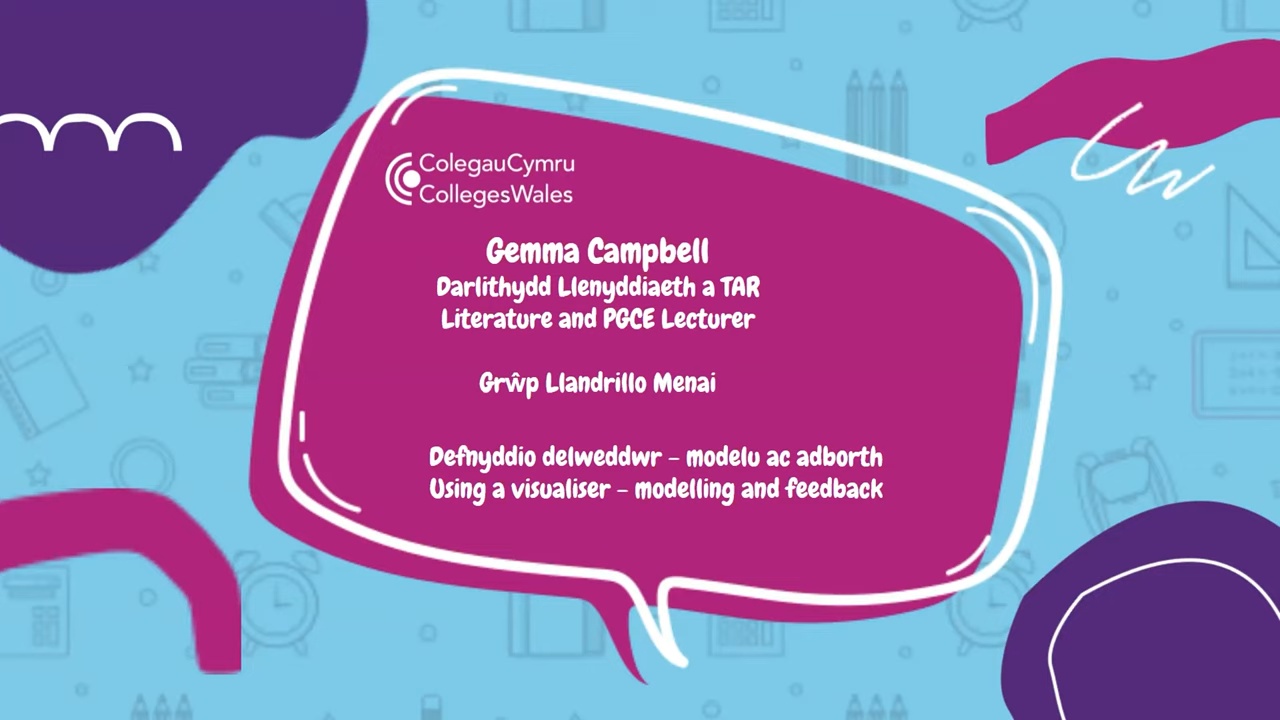 ColegauCymru
CollegesWales
Gemma Campbell
Darlithydd Llenyddiaeth a TAR
Literature and PGCE Lecturer
Grŵp Llandrillo Menai
Defnyddio delweddwr – modelu ac adborth
Using a visualiser – modelling and feedback